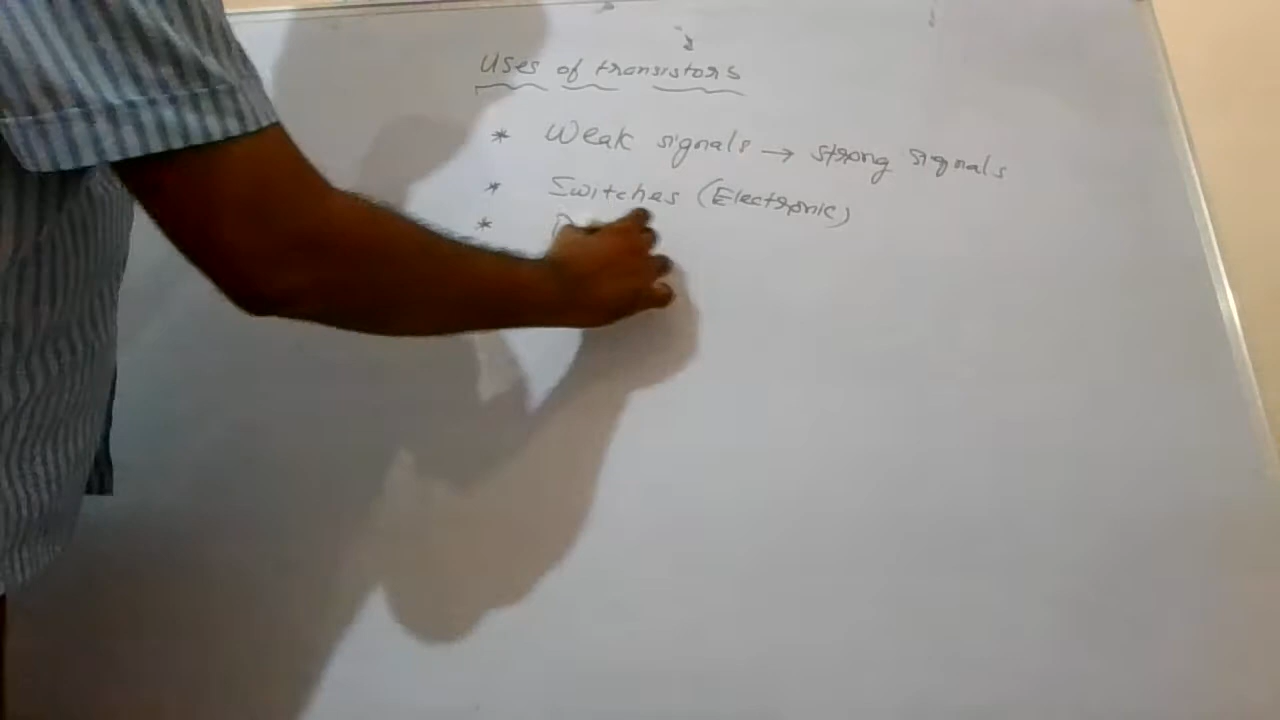 Uses of transistors
* Weak signals → strong signals
* Switches (Electronic)
*